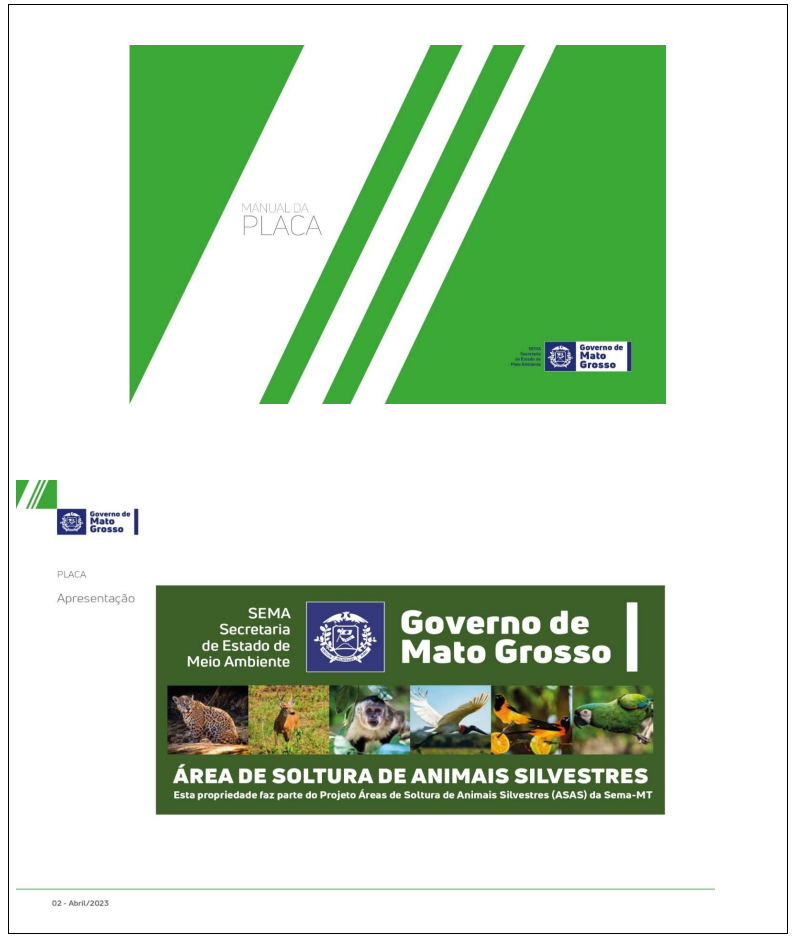 MANUAL DA
PLACA
SEMA
Secretaria
de Estado de
Meio Ambiente
Governo de
Mato
Grosso
Governo de
Mato
Grosso
PLACA
Apresentação
SEMA
Secretaria
de Estado de
Meio Ambiente
Governo de
Mato Grosso
ÁREA DE SOLTURA DE ANIMAIS SILVESTRES
Esta propriedade faz parte do Projeto Áreas de Soltura de Animais Silvestres (ASAS) da Sema-MT
02 - Abril/2023